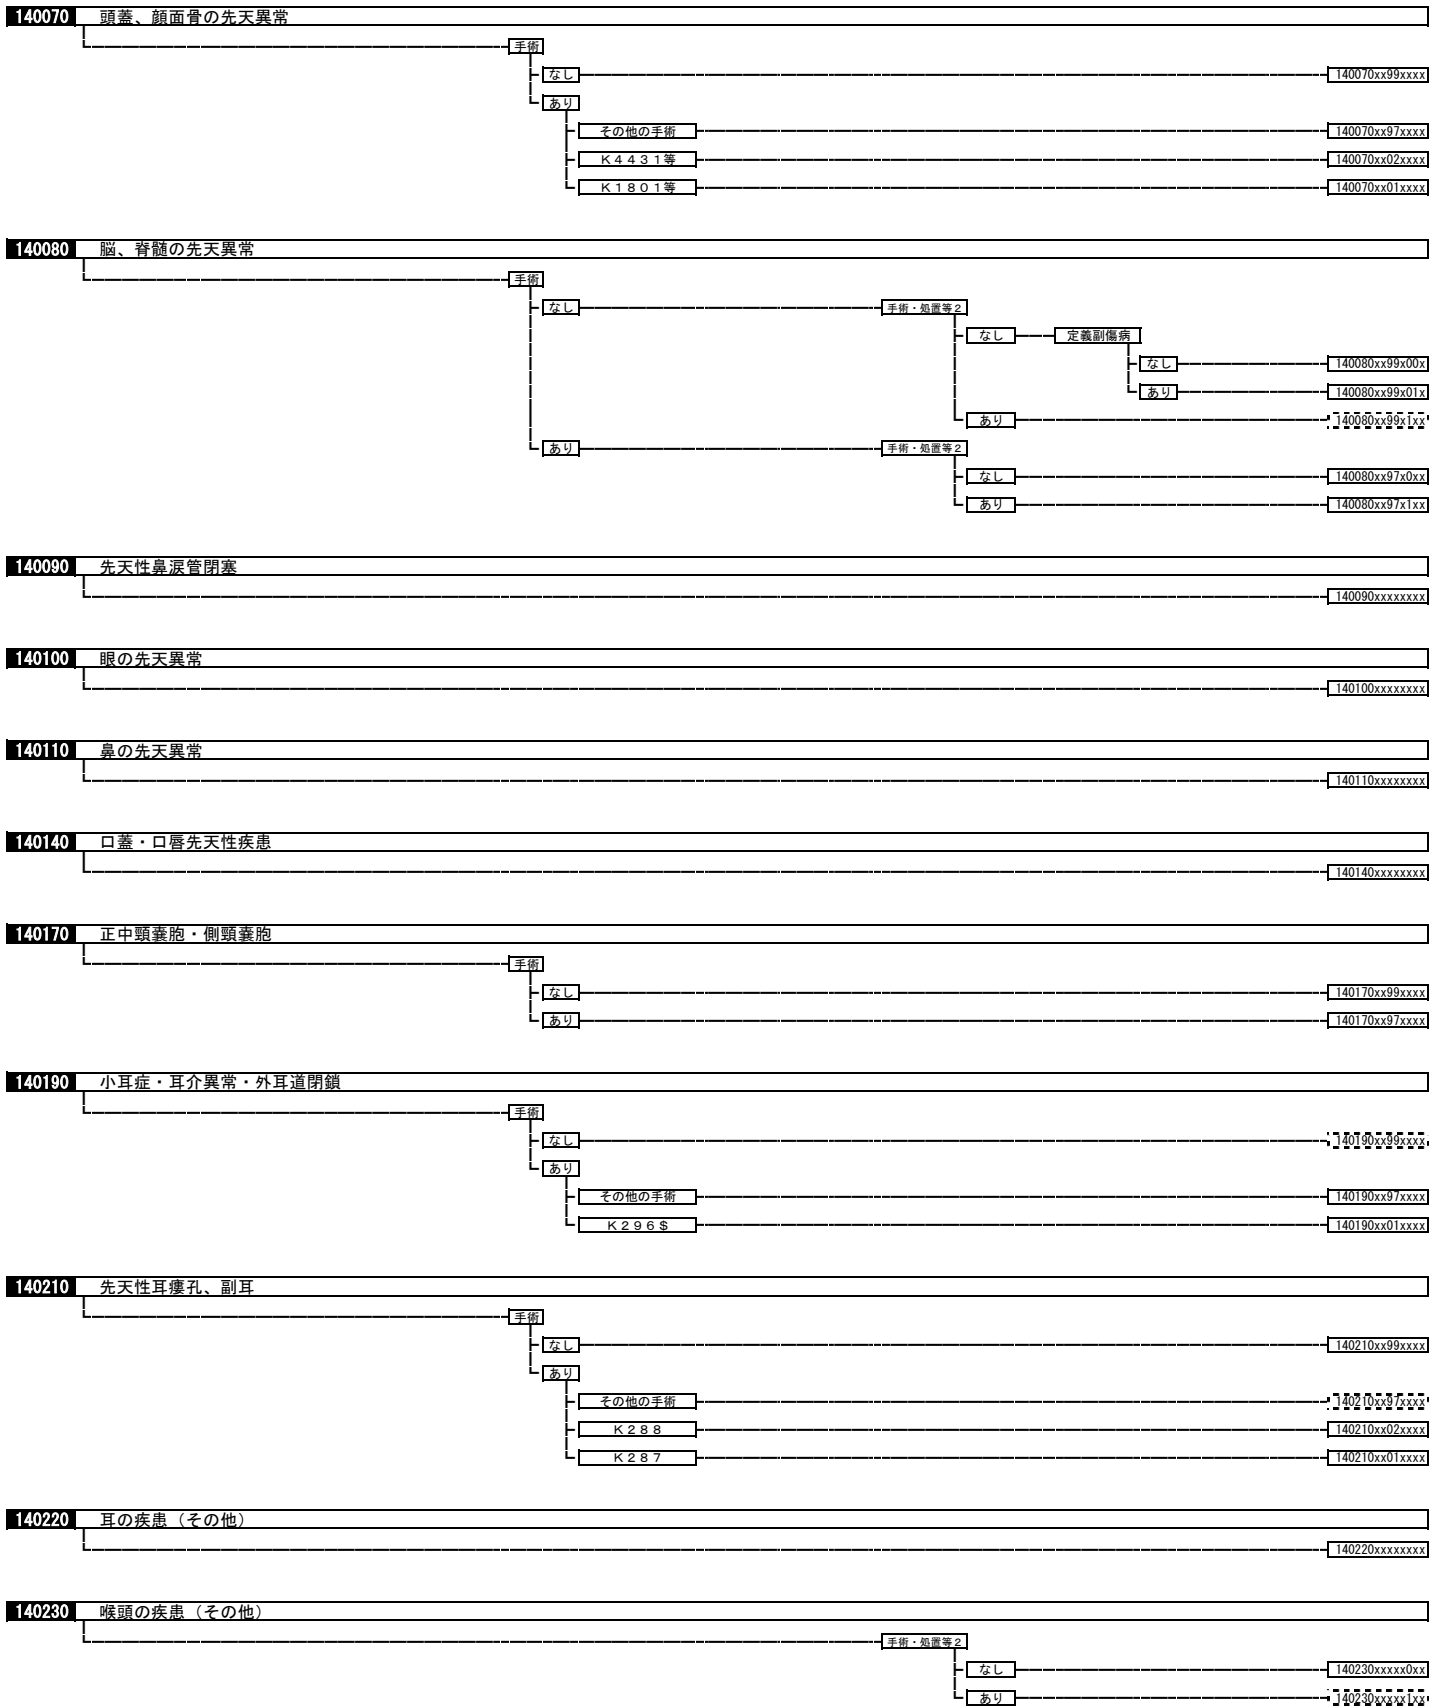 140070 頭蓋、顔面骨の先天異常
手術
なし 140070xx99xxxx
あり
その他の手術 140070xx97xxxx
K4431等 140070xx02xxxx
K1801等 140070xx01xxxx
140080 脳、脊髄の先天異常
手術
なし 手術・処置等2
なし 定義副傷病
なし 140080xx99x00x
あり 140080xx99x01x
あり 140080xx99x1xx
あり 手術・処置等2
なし 140080xx97x0xx
あり 140080xx97x1xx
140090 先天性鼻涙管閉塞
140090xxxxxxxx
140100 眼の先天異常
140100xxxxxxxx
140110 鼻の先天異常
140110xxxxxxxx
140140 口蓋・口唇先天性疾患
140140xxxxxxxx
140170 正中頸嚢胞・側頸嚢胞
手術
なし 140170xx99xxxx
あり 140170xx97xxxx
140190 小耳症・耳介異常・外耳道閉鎖
手術
なし 140190xx99xxxx
あり
その他の手術 140190xx97xxxx
K296$ 140190xx01xxxx
140210 先天性耳瘻孔、副耳
手術
なし 140210xx99xxxx
あり
その他の手術 140210xx97xxxx
K288 140210xx02xxxx
K287 140210xx01xxxx
140220 耳の疾患（その他）
140220xxxxxxxx
140230 喉頭の疾患（その他）
手術・処置等2
なし 140230xxxxx0xx
あり 140230xxxxx1xx